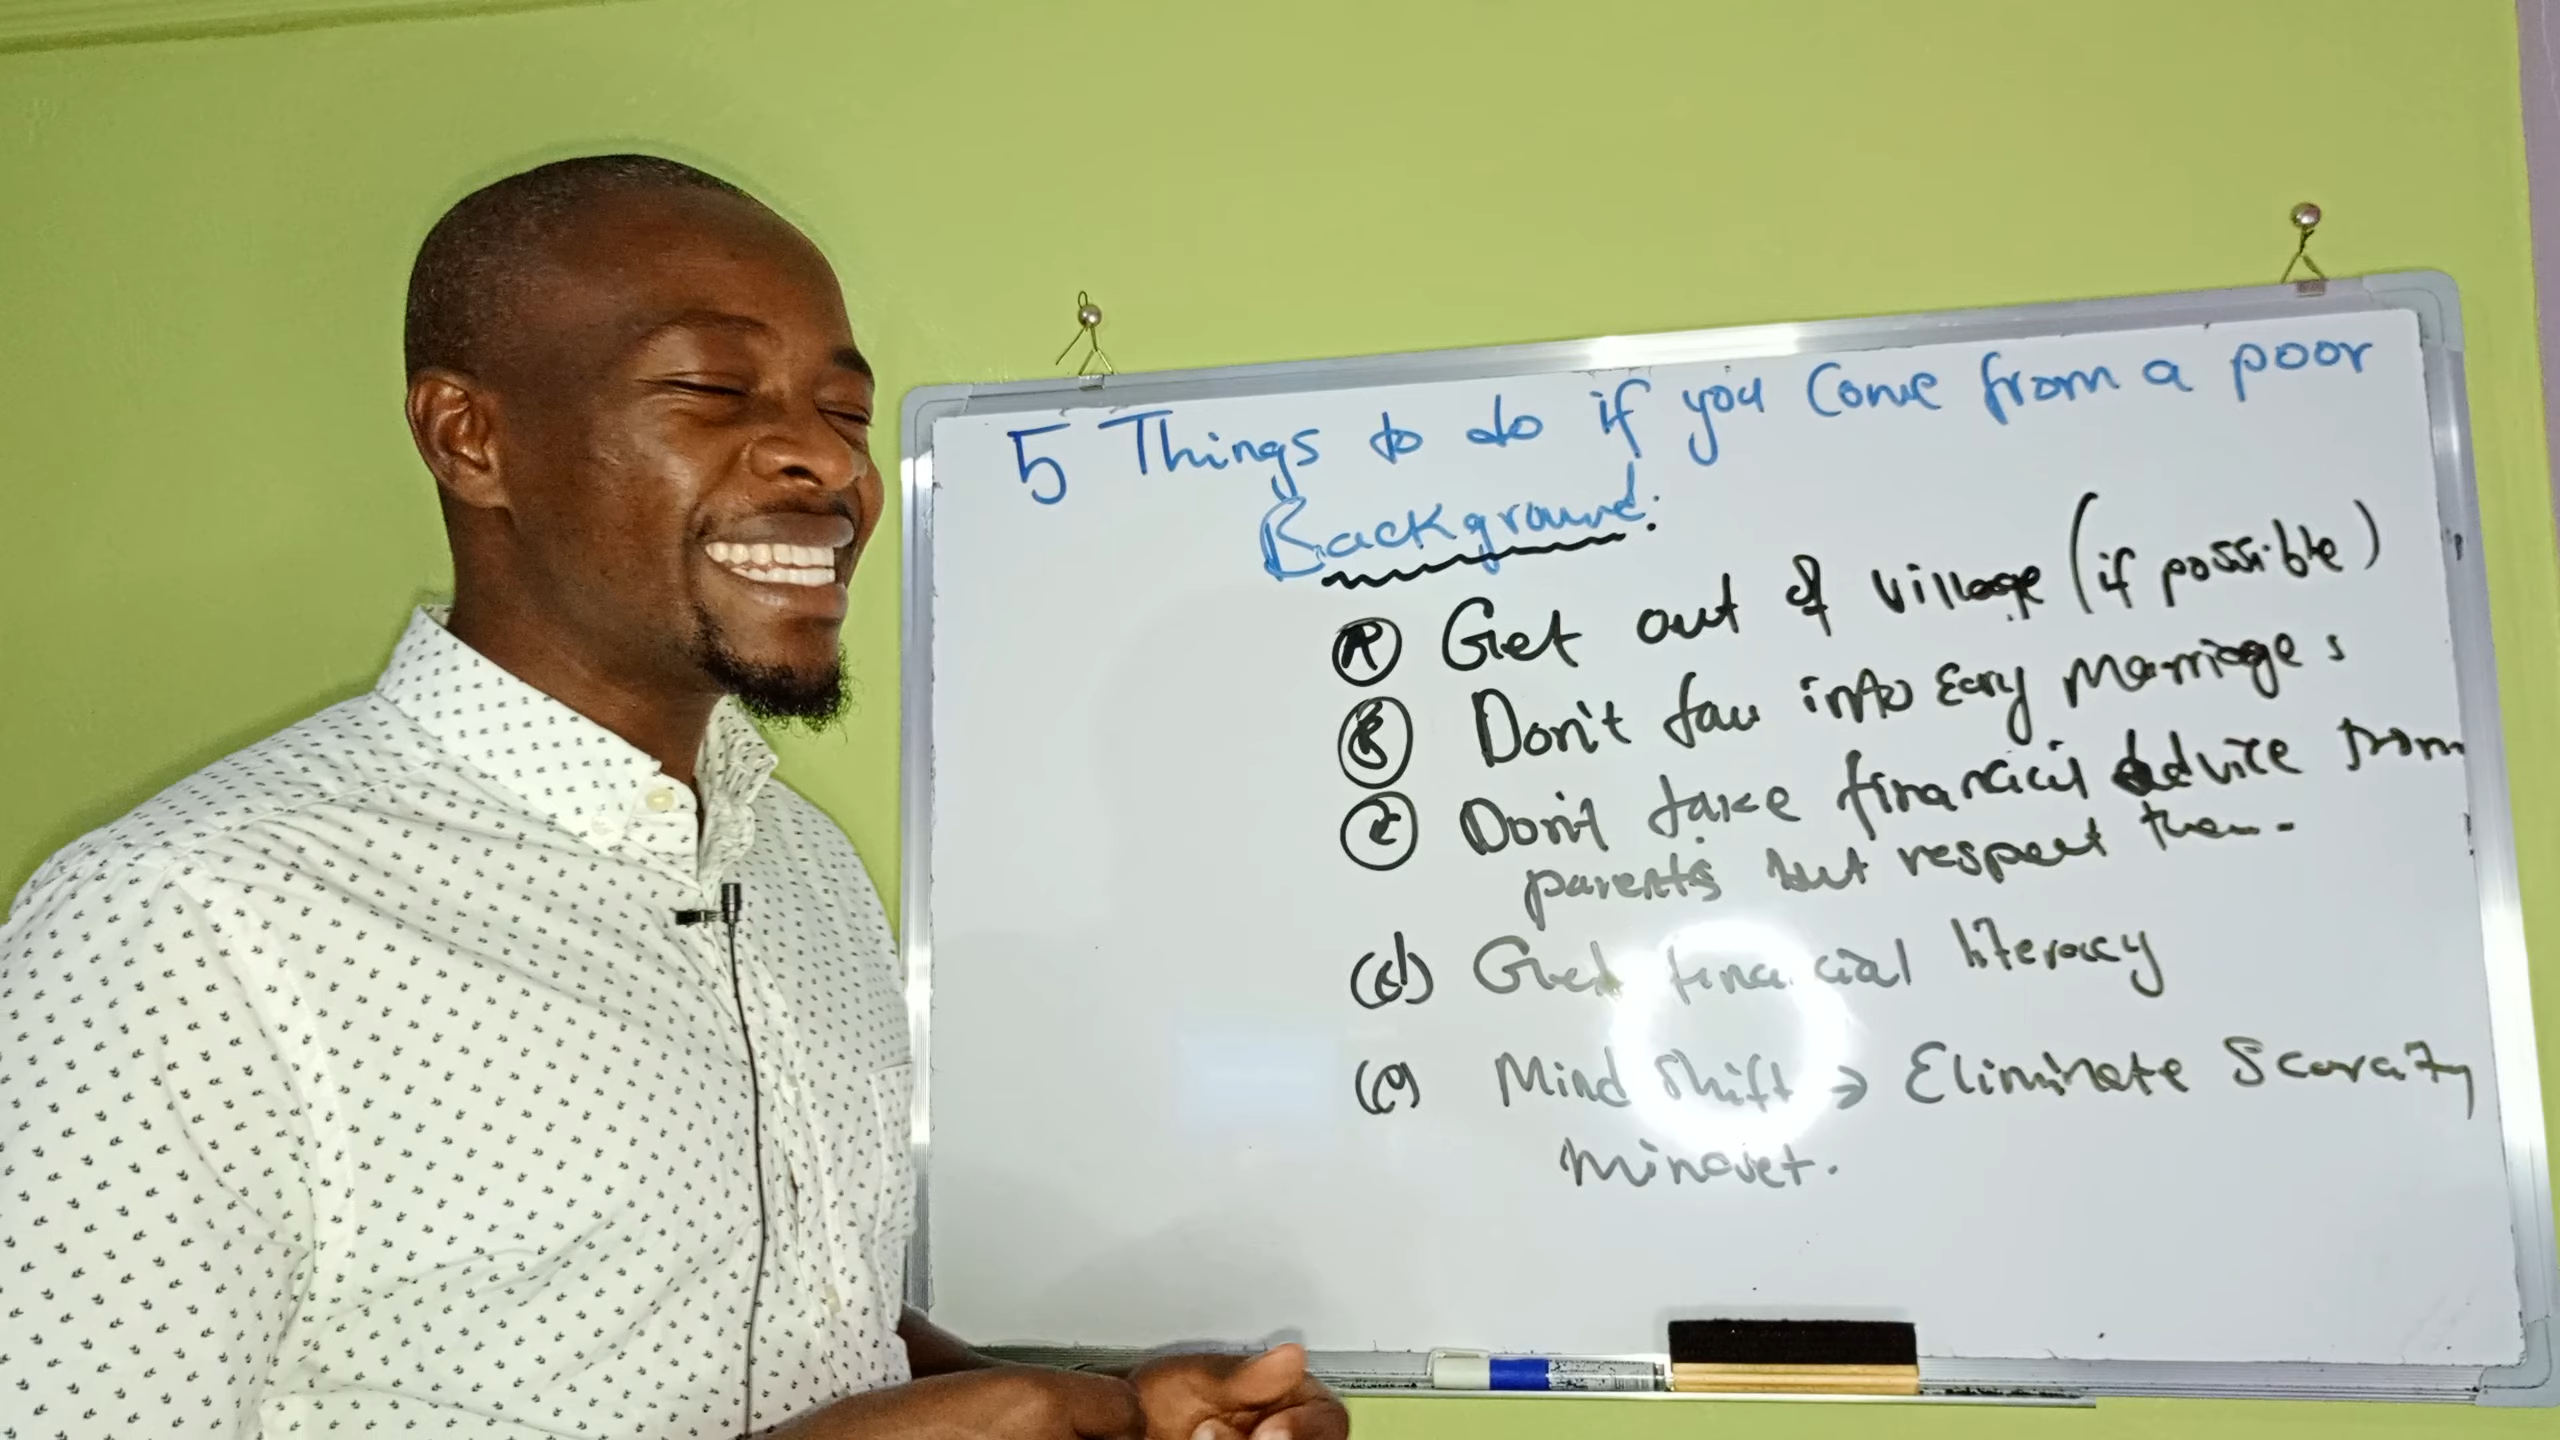 5 Things to do if you Come from a poor
Background:
(A) Get out of village (if possible)
(B) Don't fall into Early Marriages
(C) Don't take financial Advice from
parents but respect them.
(d) Get financial literacy
(e) Mind shift → Eliminate Scarcity
mindset.